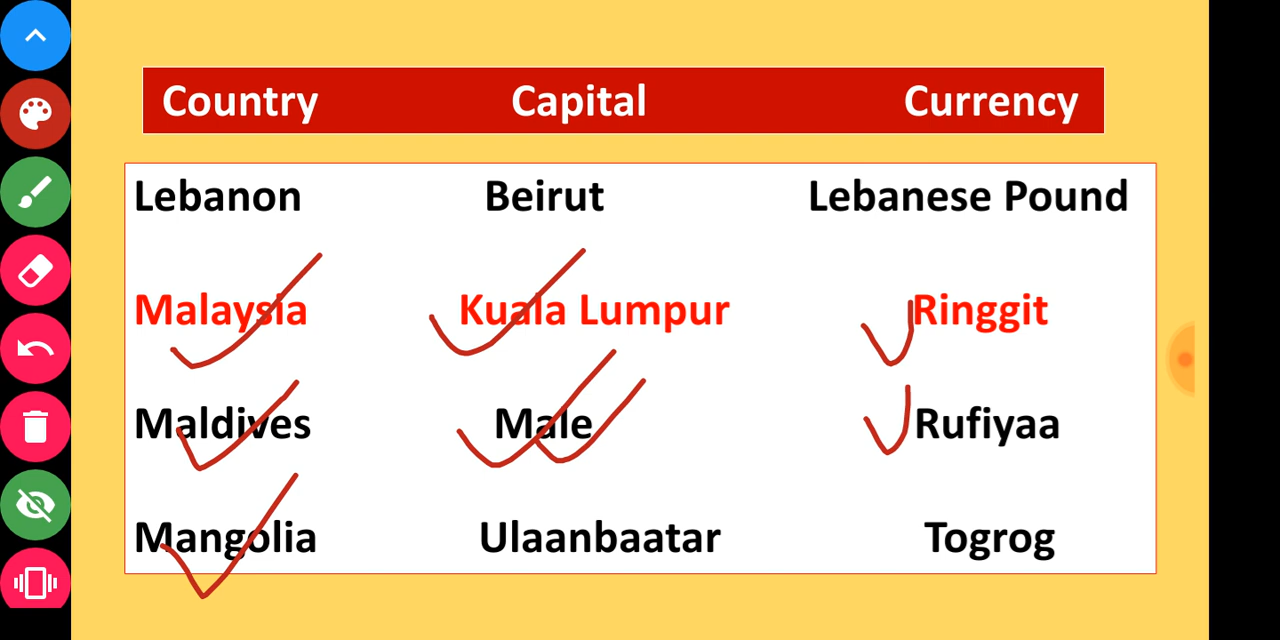 Country Capital Currency
Lebanon Beirut Lebanese Pound
Malaysia Kuala Lumpur Ringgit
Maldives Male Rufiyaa
Mangolia Ulaanbaatar Togrog